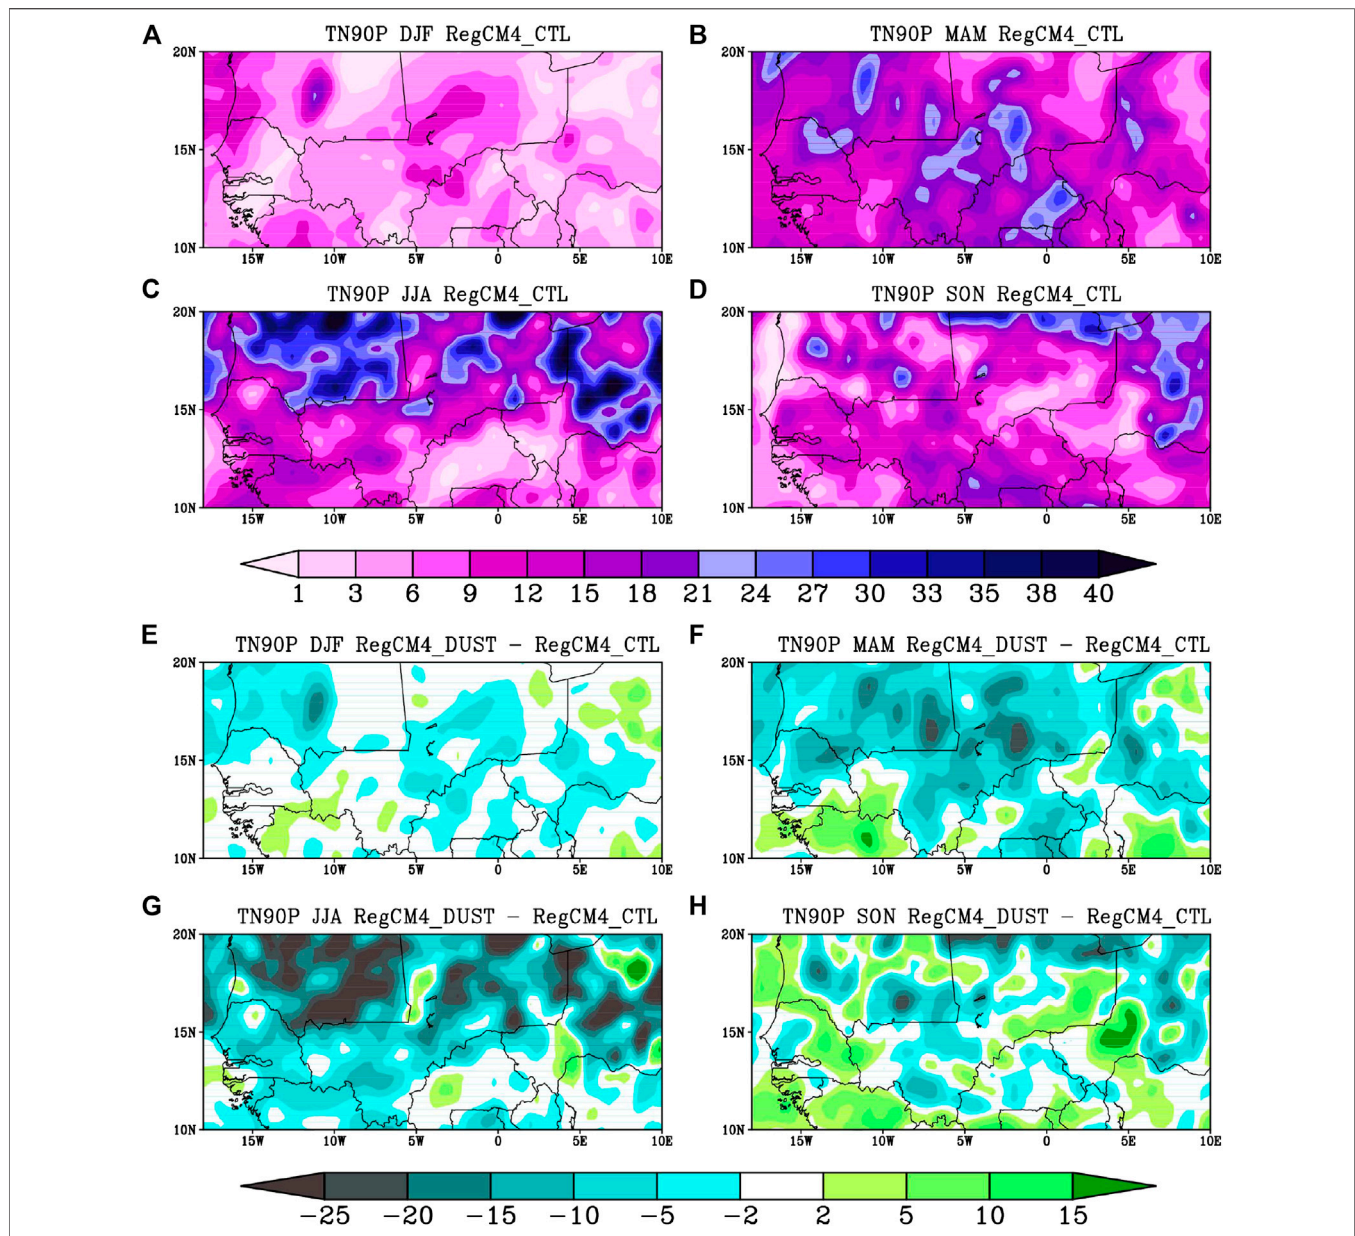 A TN90P DJF RegCM4_CTL
B TN90P MAM RegCM4_CTL
20N 20N
15N 15N
10N 10N
15W 10W 5W 0 5E 10E
15W 10W 5W 0 5E 10E
C TN90P JJA RegCM4_CTL
D TN90P SON RegCM4_CTL
20N 20N
15N 15N
10N 10N
15W 10W 5W 0 5E 10E
15W 10W 5W 0 5E 10E
1 3 6 9 12 15 18 21 24 27 30 33 35 38 40
E TN90P DJF RegCM4_DUST - RegCM4_CTL
F TN90P MAM RegCM4_DUST - RegCM4_CTL
20N 20N
15N 15N
10N 10N
15W 10W 5W 0 5E 10E
15W 10W 5W 0 5E 10E
G TN90P JJA RegCM4_DUST - RegCM4_CTL
H TN90P SON RegCM4_DUST - RegCM4_CTL
20N 20N
15N 15N
10N 10N
15W 10W 5W 0 5E 10E
15W 10W 5W 0 5E 10E
-25 -20 -15 -10 -5 -2 2 5 10 15